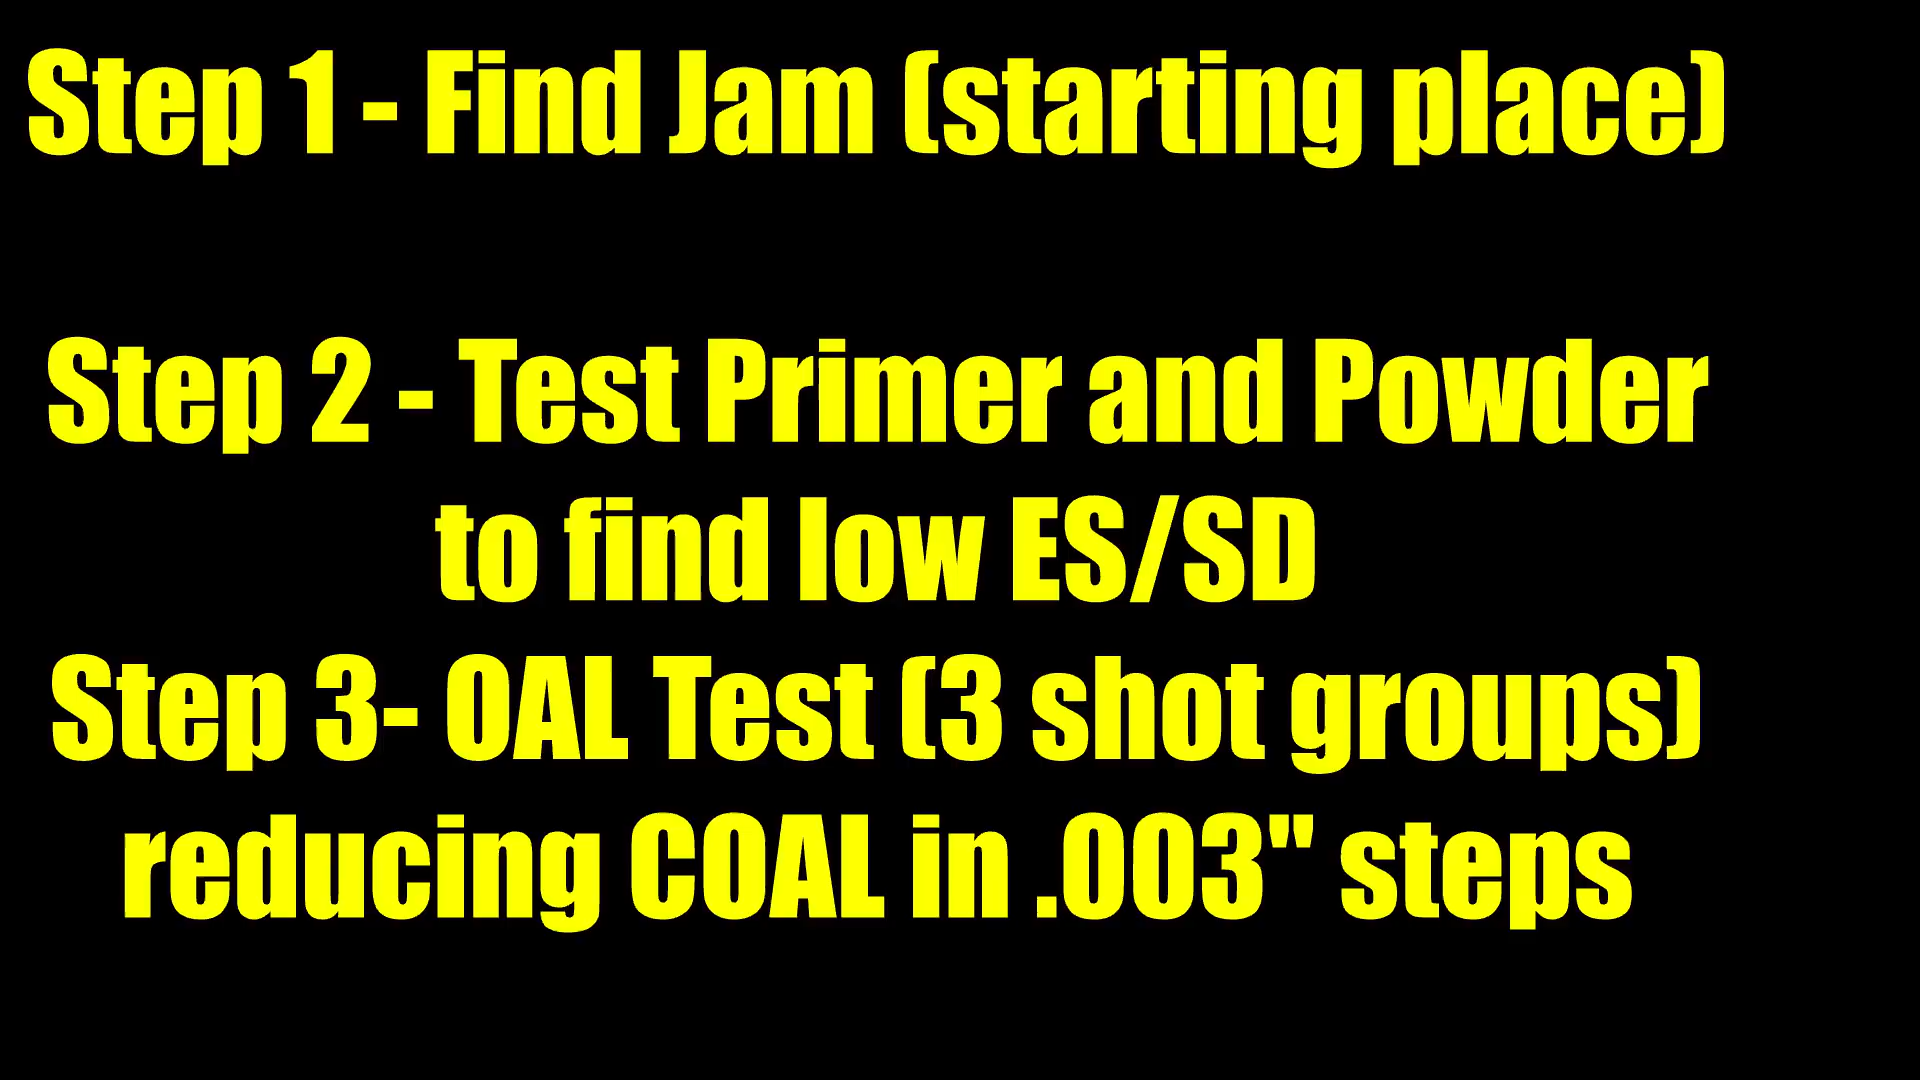 Step 1 - Find Jam (starting place)
Step 2 - Test Primer and Powder
to find low ES/SD
Step 3- OAL Test (3 shot groups)
reducing COAL in .003" steps